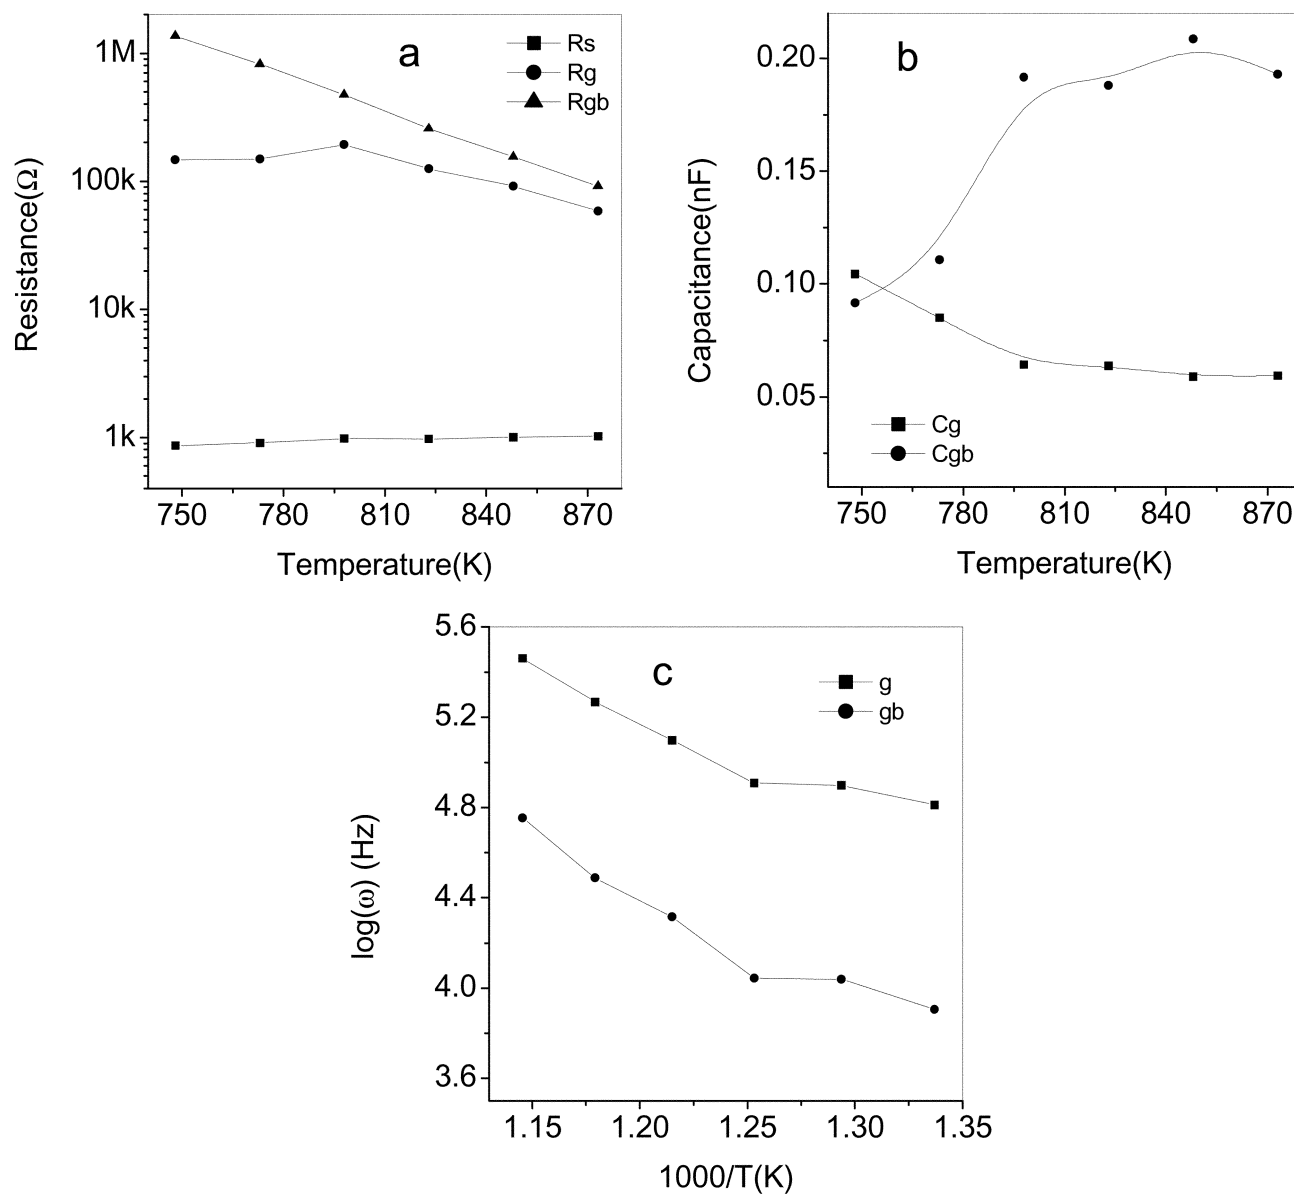 a
Rs
Rg
Rgb
1M
100k
10k
1k
Resistance(Ω)
750 780 810 840 870
Temperature(K)
b
0.20
0.15
0.10
0.05
Capacitance(nF)
Cg
Cgb
750 780 810 840 870
Temperature(K)
c
g
gb
5.6
5.2
4.8
4.4
4.0
3.6
log(ω) (Hz)
1.15 1.20 1.25 1.30 1.35
1000/T(K)